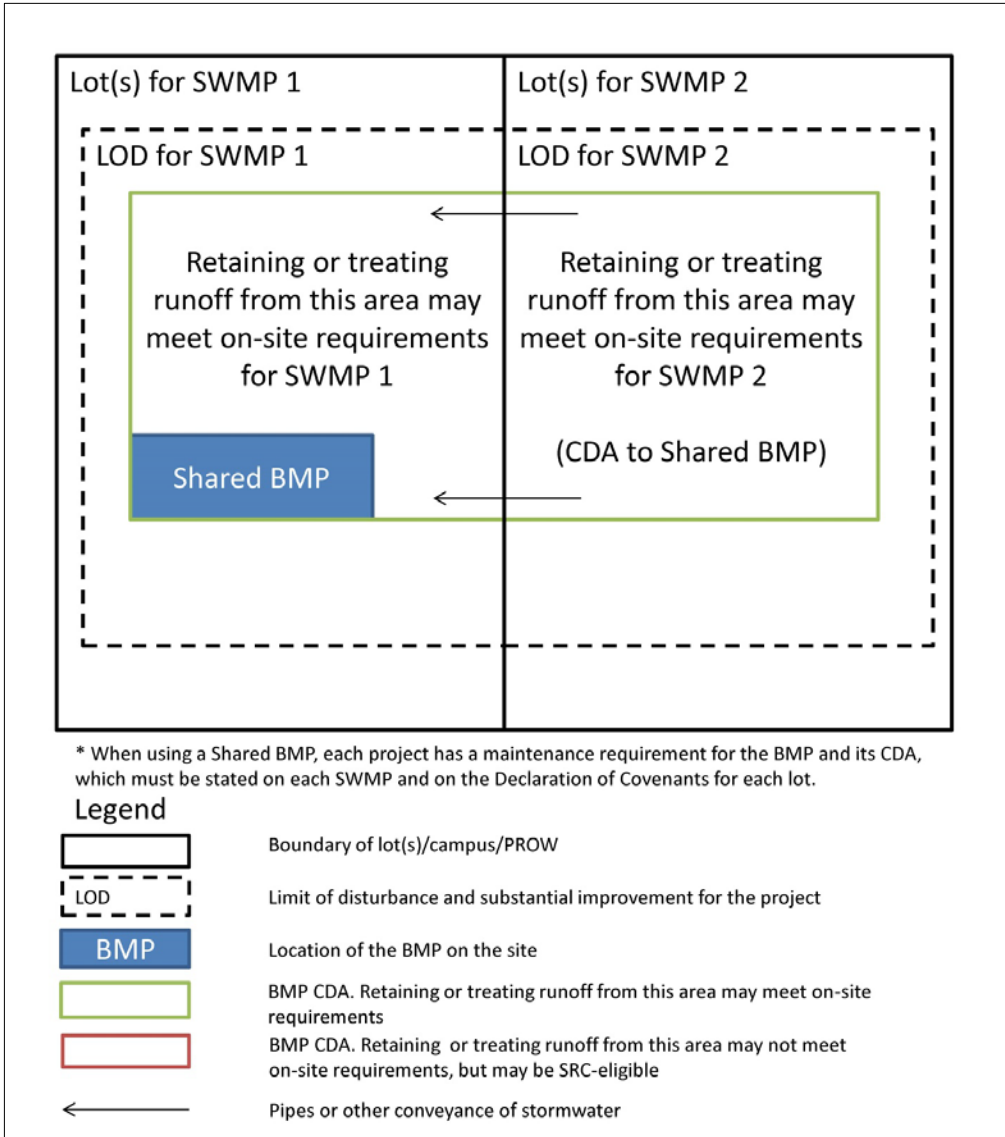 Lot(s) for SWMP 1
Lot(s) for SWMP 2
LOD for SWMP 1
LOD for SWMP 2
Retaining or treating
runoff from this area may
meet on-site requirements
for SWMP 1
Retaining or treating
runoff from this area may
meet on-site requirements
for SWMP 2
(CDA to Shared BMP)
Shared BMP
* When using a Shared BMP, each project has a maintenance requirement for the BMP and its CDA,
which must be stated on each SWMP and on the Declaration of Covenants for each lot.
Legend
Boundary of lot(s)/campus/PROW
LOD
Limit of disturbance and substantial improvement for the project
BMP
Location of the BMP on the site
BMP CDA. Retaining or treating runoff from this area may meet on-site
requirements
BMP CDA. Retaining or treating runoff from this area may not meet
on-site requirements, but may be SRC-eligible
Pipes or other conveyance of stormwater